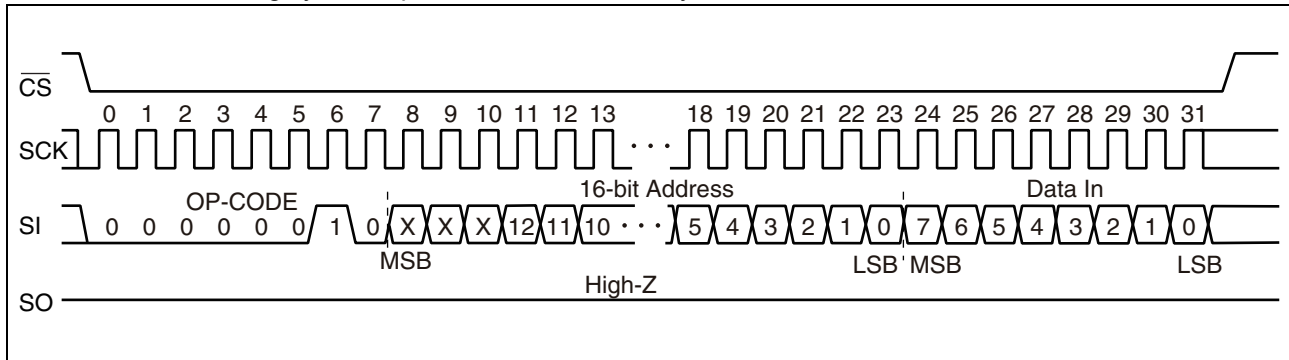 CS
0 1 2 3 4 5 6 7 8 9 10 11 12 13 18 19 20 21 22 23 24 25 26 27 28 29 30 31
SCK
· · ·
OP-CODE 16-bit Address Data In
SI 0 0 0 0 0 0 1 0 X X X 12 11 10 · · · 5 4 3 2 1 0 7 6 5 4 3 2 1 0
MSB LSB MSB LSB
High-Z
SO